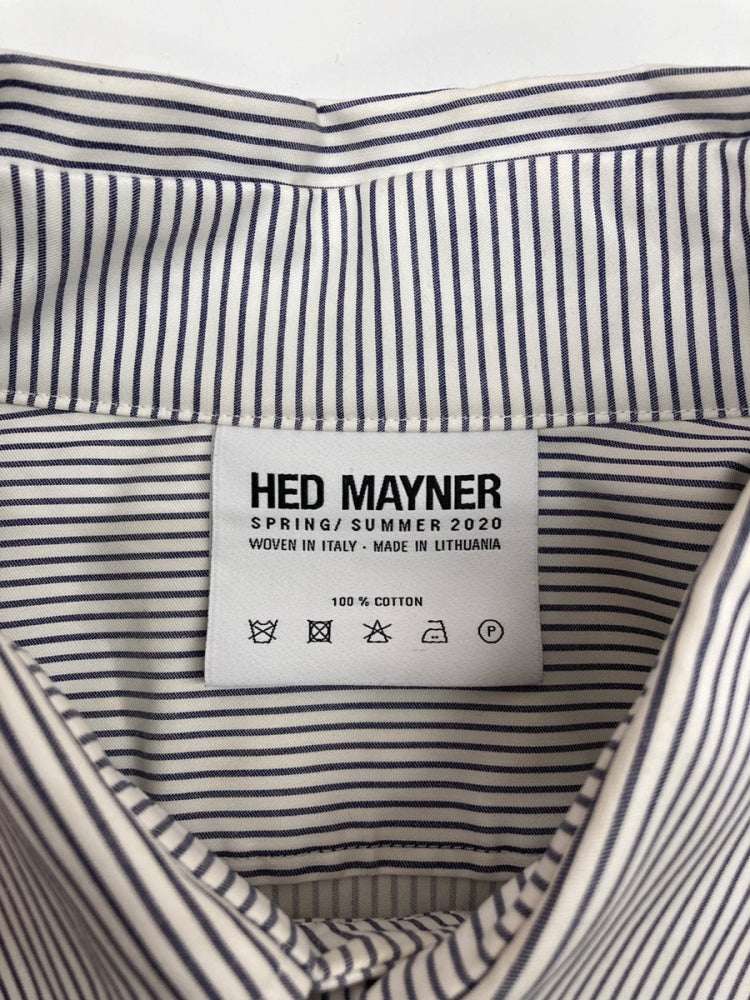 HED MAYNER
SPRING/ SUMMER 2020
WOVEN IN ITALY · MADE IN LITHUANIA
100 % COTTON
P